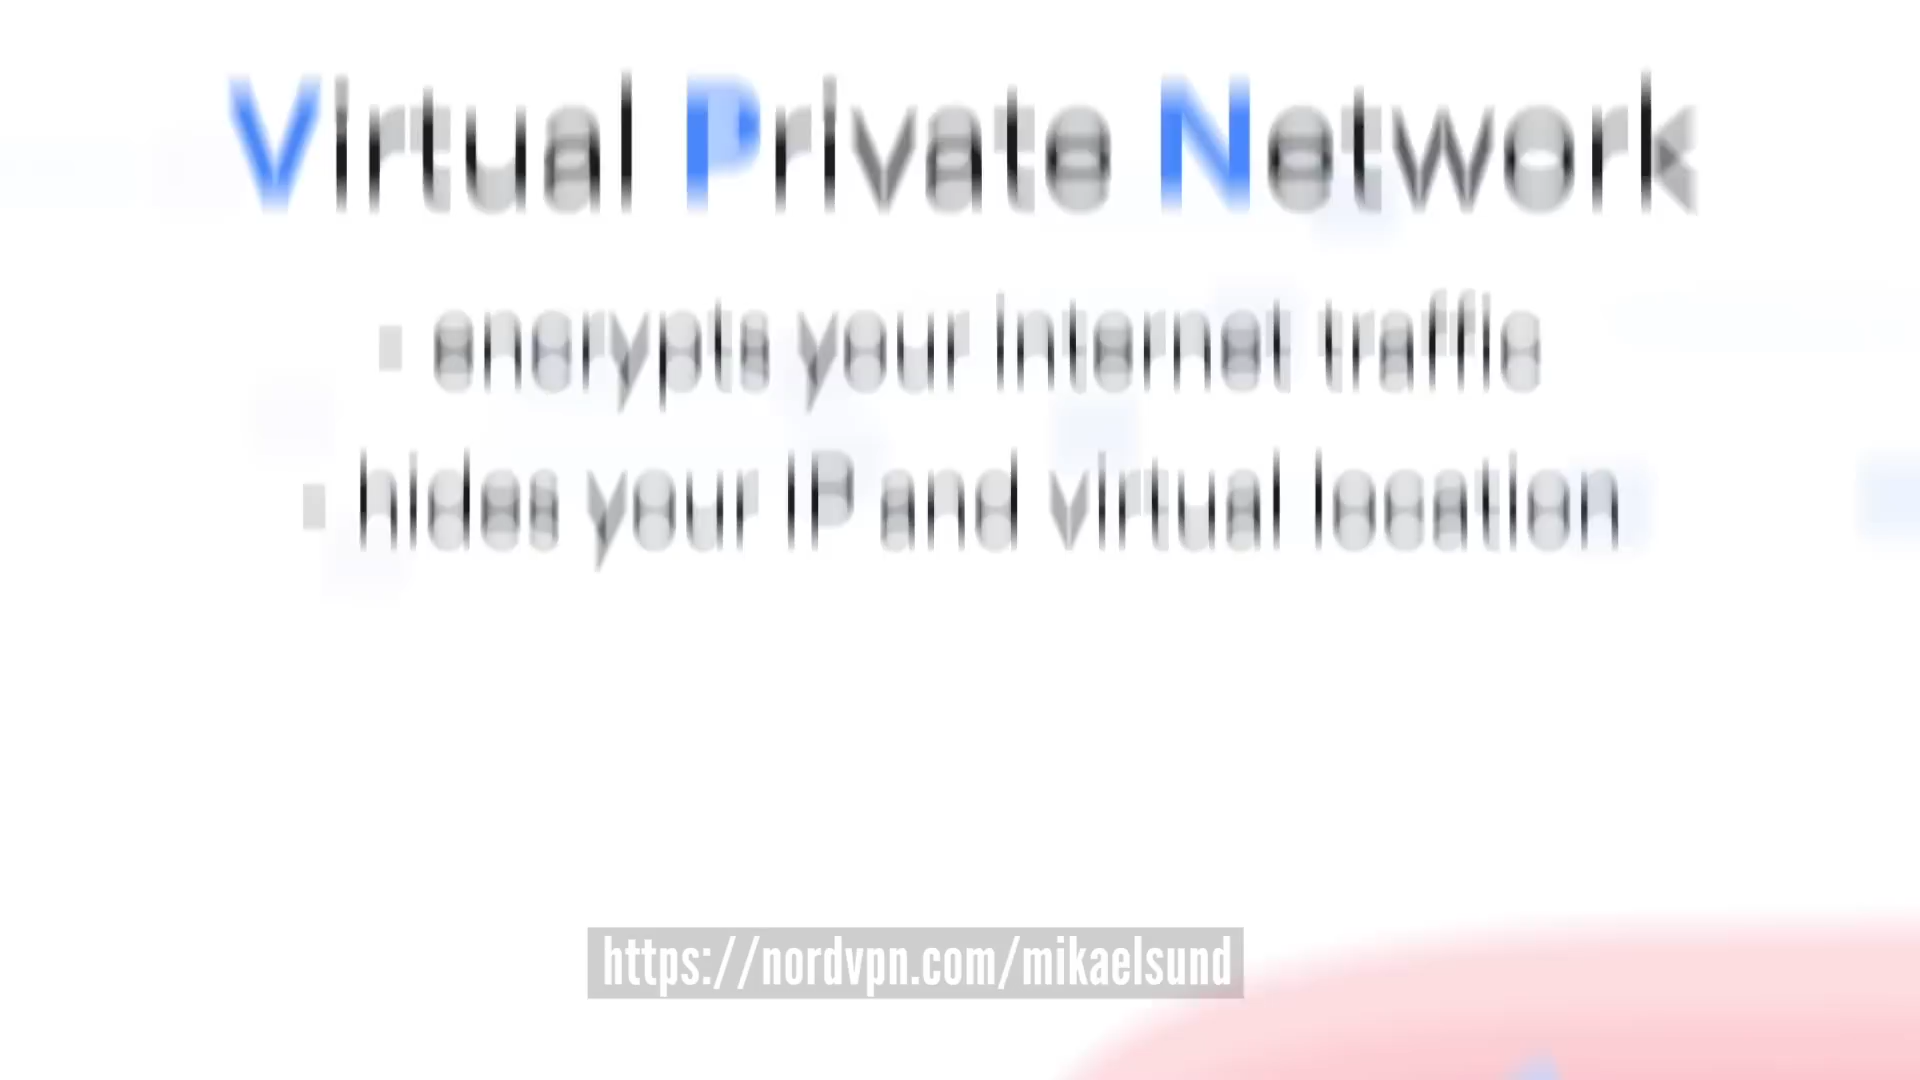 Virtual Private Network
▪ encrypts your internet traffic
▪ hides your IP and virtual location
https://nordvpn.com/mikaelsund